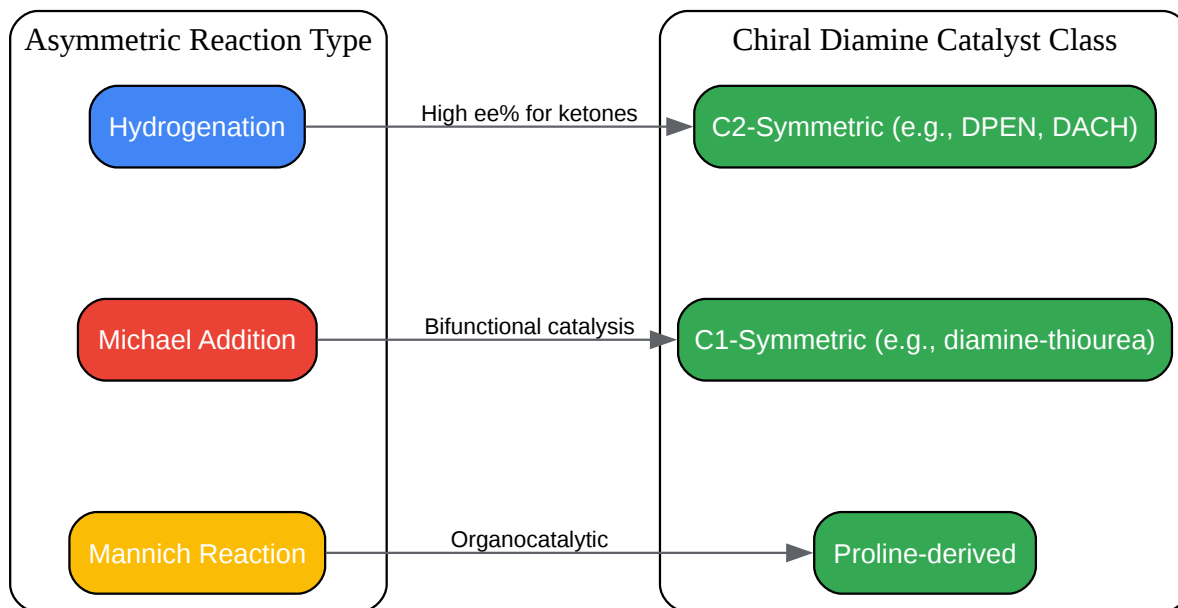 Asymmetric Reaction Type
Chiral Diamine Catalyst Class
Hydrogenation
High ee% for ketones
C2-Symmetric (e.g., DPEN, DACH)
Michael Addition
Bifunctional catalysis
C1-Symmetric (e.g., diamine-thiourea)
Mannich Reaction
Organocatalytic
Proline-derived